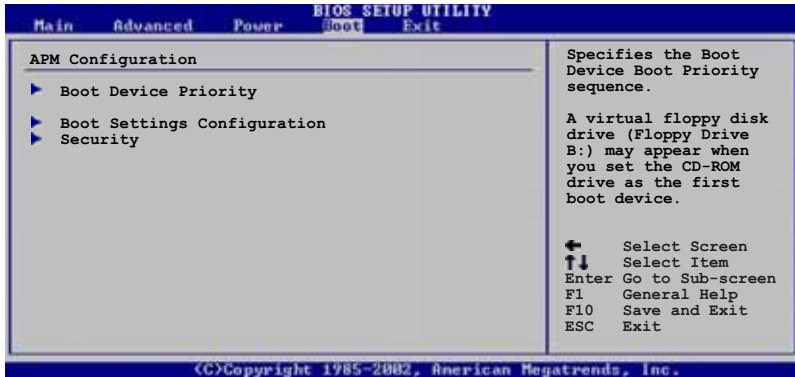 BIOS SETUP UTILITY
Main Advanced Power Boot Exit
APM Configuration
Boot Device Priority
Boot Settings Configuration
Security
Specifies the Boot
Device Boot Priority
sequence.
A virtual floppy disk
drive (Floppy Drive
B:) may appear when
you set the CD-ROM
drive as the first
boot device.
← Select Screen
↑↓ Select Item
Enter Go to Sub-screen
F1 General Help
F10 Save and Exit
ESC Exit
(C)Copyright 1985-2002, American Megatrends, Inc.